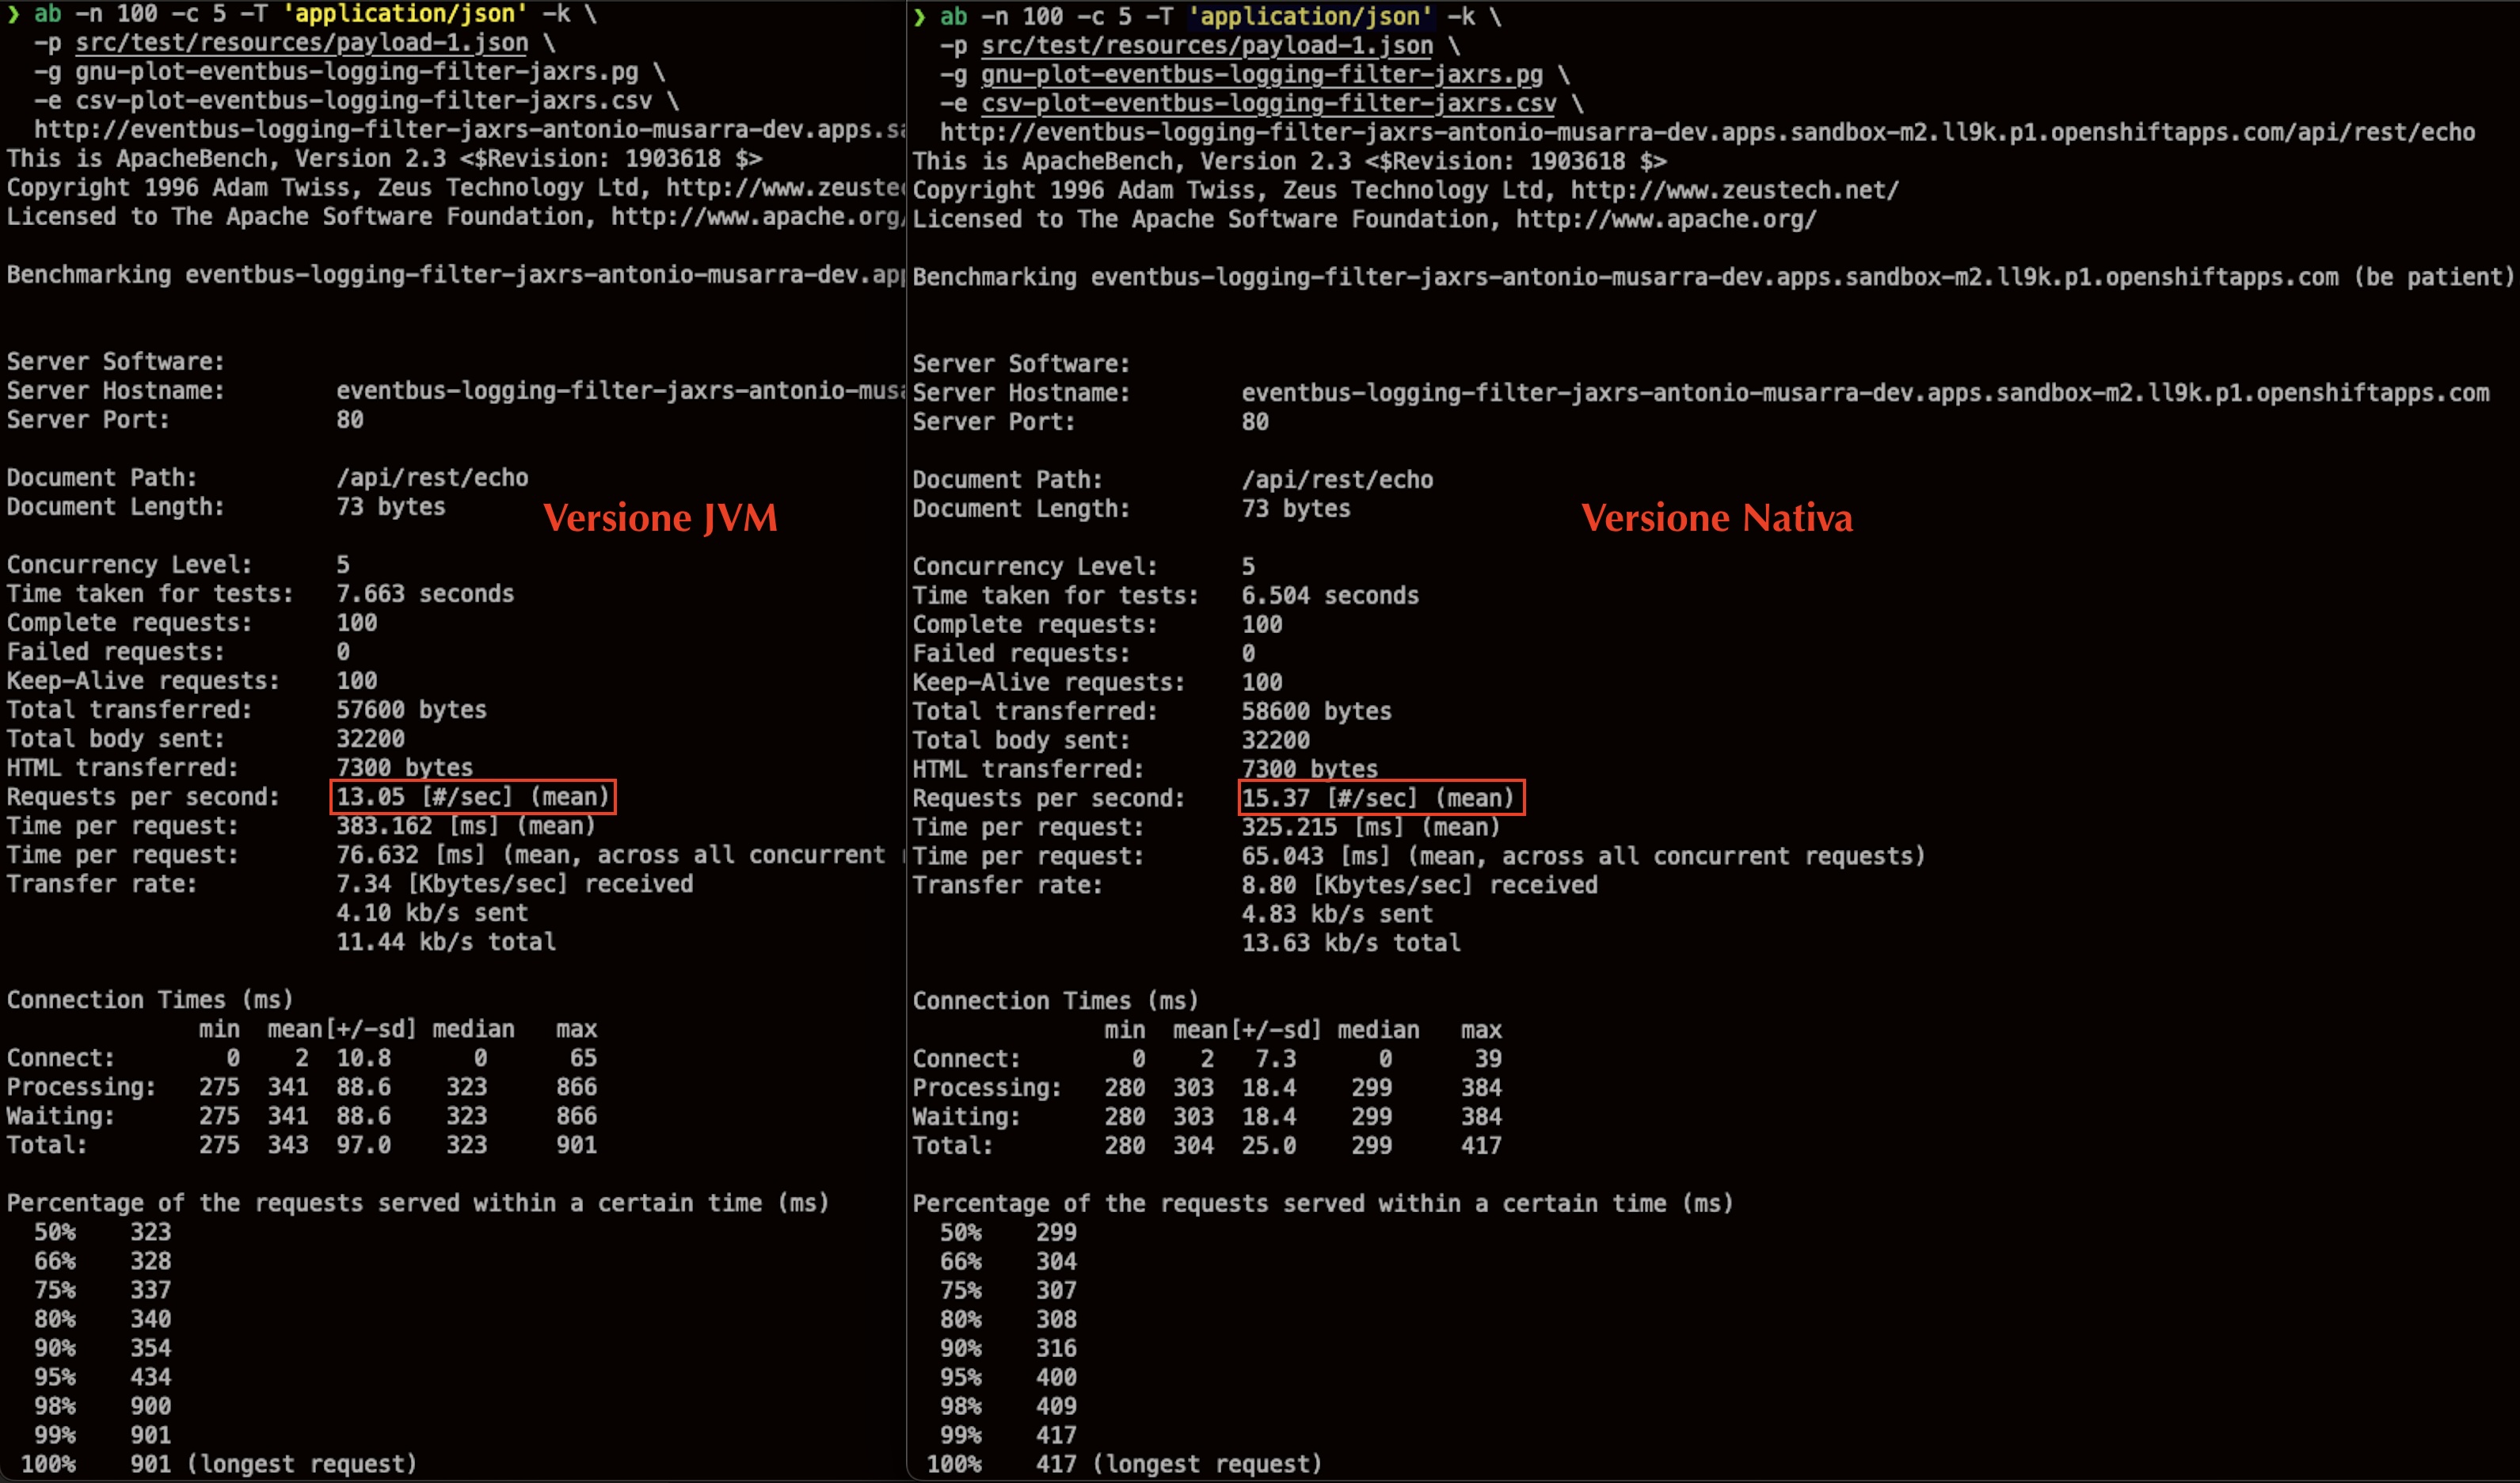 ❯ ab -n 100 -c 5 -T 'application/json' -k \
-p src/test/resources/payload-1.json \
-g gnu-plot-eventbus-logging-filter-jaxrs.pg \
-e csv-plot-eventbus-logging-filter-jaxrs.csv \
http://eventbus-logging-filter-jaxrs-antonio-musarra-dev.apps.sa
This is ApacheBench, Version 2.3 <$Revision: 1903618 $>
Copyright 1996 Adam Twiss, Zeus Technology Ltd, http://www.zeustec
Licensed to The Apache Software Foundation, http://www.apache.org/
Benchmarking eventbus-logging-filter-jaxrs-antonio-musarra-dev.app
Server Software:
Server Hostname: eventbus-logging-filter-jaxrs-antonio-musa
Server Port: 80
Document Path: /api/rest/echo
Document Length: 73 bytes
Versione JVM
Concurrency Level: 5
Time taken for tests: 7.663 seconds
Complete requests: 100
Failed requests: 0
Keep-Alive requests: 100
Total transferred: 57600 bytes
Total body sent: 32200
HTML transferred: 7300 bytes
Requests per second: 13.05 [#/sec] (mean)
Time per request: 383.162 [ms] (mean)
Time per request: 76.632 [ms] (mean, across all concurrent
Transfer rate: 7.34 [Kbytes/sec] received
4.10 kb/s sent
11.44 kb/s total
Connection Times (ms)
min mean[+/-sd] median max
Connect: 0 2 10.8 0 65
Processing: 275 341 88.6 323 866
Waiting: 275 341 88.6 323 866
Total: 275 343 97.0 323 901
Percentage of the requests served within a certain time (ms)
50% 323
66% 328
75% 337
80% 340
90% 354
95% 434
98% 900
99% 901
100% 901 (longest request)
❯ ab -n 100 -c 5 -T 'application/json' -k \
-p src/test/resources/payload-1.json \
-g gnu-plot-eventbus-logging-filter-jaxrs.pg \
-e csv-plot-eventbus-logging-filter-jaxrs.csv \
http://eventbus-logging-filter-jaxrs-antonio-musarra-dev.apps.sandbox-m2.ll9k.p1.openshiftapps.com/api/rest/echo
This is ApacheBench, Version 2.3 <$Revision: 1903618 $>
Copyright 1996 Adam Twiss, Zeus Technology Ltd, http://www.zeustech.net/
Licensed to The Apache Software Foundation, http://www.apache.org/
Benchmarking eventbus-logging-filter-jaxrs-antonio-musarra-dev.apps.sandbox-m2.ll9k.p1.openshiftapps.com (be patient)
Server Software:
Server Hostname: eventbus-logging-filter-jaxrs-antonio-musarra-dev.apps.sandbox-m2.ll9k.p1.openshiftapps.com
Server Port: 80
Document Path: /api/rest/echo
Document Length: 73 bytes
Versione Nativa
Concurrency Level: 5
Time taken for tests: 6.504 seconds
Complete requests: 100
Failed requests: 0
Keep-Alive requests: 100
Total transferred: 58600 bytes
Total body sent: 32200
HTML transferred: 7300 bytes
Requests per second: 15.37 [#/sec] (mean)
Time per request: 325.215 [ms] (mean)
Time per request: 65.043 [ms] (mean, across all concurrent requests)
Transfer rate: 8.80 [Kbytes/sec] received
4.83 kb/s sent
13.63 kb/s total
Connection Times (ms)
min mean[+/-sd] median max
Connect: 0 2 7.3 0 39
Processing: 280 303 18.4 299 384
Waiting: 280 303 18.4 299 384
Total: 280 304 25.0 299 417
Percentage of the requests served within a certain time (ms)
50% 299
66% 304
75% 307
80% 308
90% 316
95% 400
98% 409
99% 417
100% 417 (longest request)